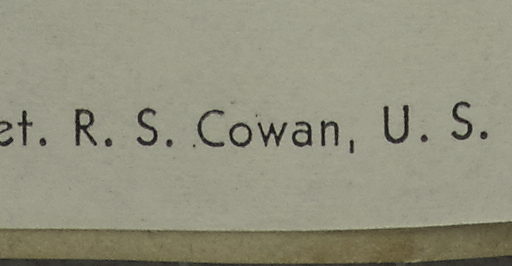 et. R. S. Cowan, U. S.